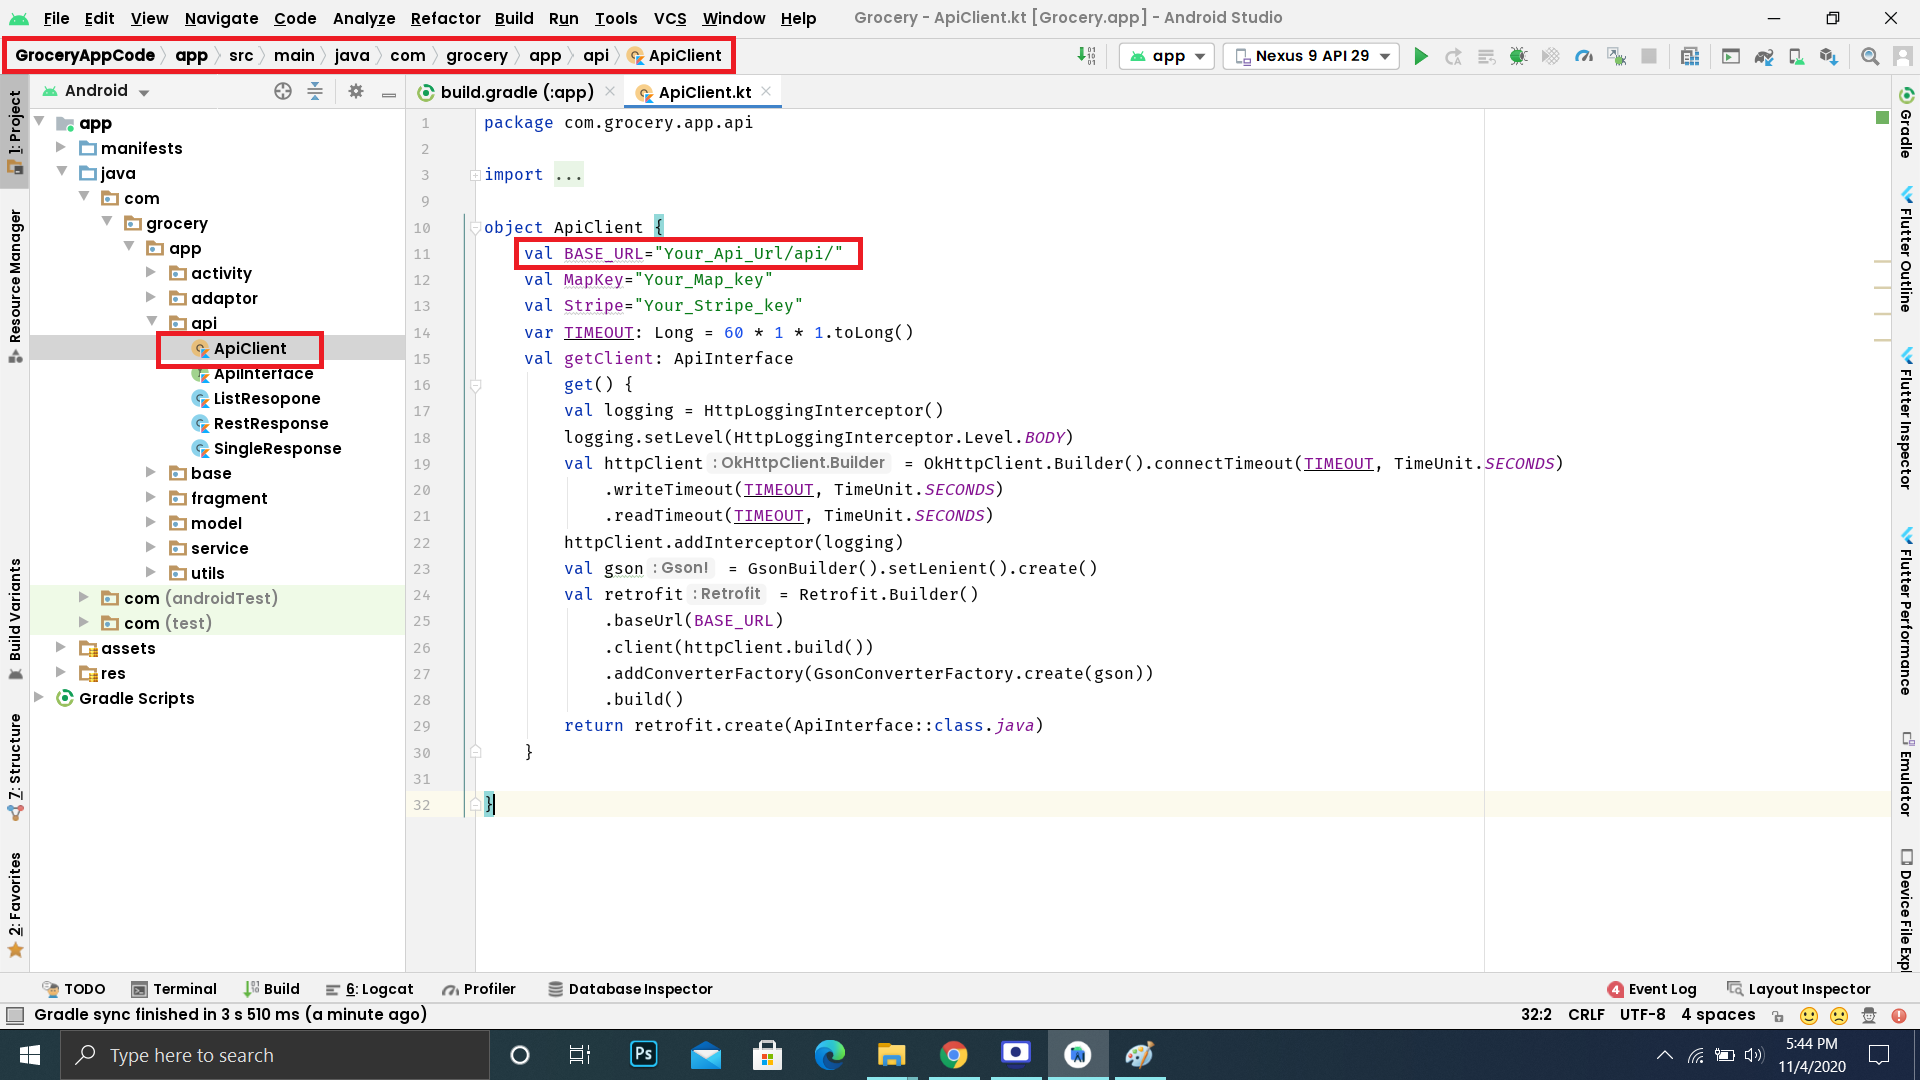 File Edit View Navigate Code Analyze Refactor Build Run Tools VCS Window Help Grocery - ApiClient.kt [Grocery.app] - Android Studio
GroceryAppCode app src main java com grocery app api ApiClient app Nexus 9 API 29
Android build.gradle (:app) ApiClient.kt
1: Project
Resource Manager
Build Variants
7: Structure
2: Favorites
app
manifests
java
com
grocery
app
activity
adaptor
api
ApiClient
ApiInterface
ListResopone
RestResponse
SingleResponse
base
fragment
model
service
utils
com (androidTest)
com (test)
assets
res
Gradle Scripts
1 package com.grocery.app.api
2
3 import ...
9
10 object ApiClient {
11 val BASE_URL="Your_Api_Url/api/"
12 val MapKey="Your_Map_key"
13 val Stripe="Your_Stripe_key"
14 var TIMEOUT: Long = 60 * 1 * 1.toLong()
15 val getClient: ApiInterface
16 get() {
17 val logging = HttpLoggingInterceptor()
18 logging.setLevel(HttpLoggingInterceptor.Level.BODY)
19 val httpClient : OkHttpClient.Builder = OkHttpClient.Builder().connectTimeout(TIMEOUT, TimeUnit.SECONDS)
20 .writeTimeout(TIMEOUT, TimeUnit.SECONDS)
21 .readTimeout(TIMEOUT, TimeUnit.SECONDS)
22 httpClient.addInterceptor(logging)
23 val gson : Gson! = GsonBuilder().setLenient().create()
24 val retrofit : Retrofit = Retrofit.Builder()
25 .baseUrl(BASE_URL)
26 .client(httpClient.build())
27 .addConverterFactory(GsonConverterFactory.create(gson))
28 .build()
29 return retrofit.create(ApiInterface::class.java)
30 }
31
32 }
Gradle
Flutter Outline
Flutter Inspector
Flutter Performance
Emulator
Device File Expl
TODO Terminal Build 6: Logcat Profiler Database Inspector 4 Event Log Layout Inspector
Gradle sync finished in 3 s 510 ms (a minute ago) 32:2 CRLF UTF-8 4 spaces
Type here to search Ps 5:44 PM
11/4/2020